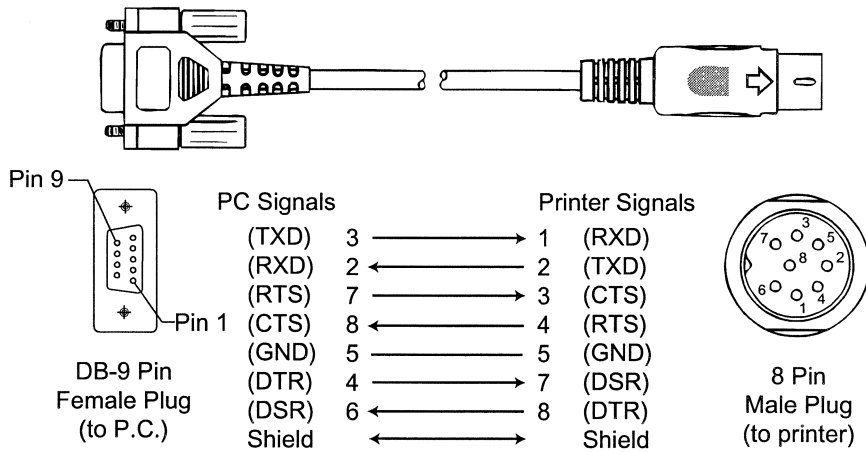 Pin 9
Pin 1
DB-9 Pin
Female Plug
(to P.C.)
PC Signals Printer Signals
(TXD) 3 1 (RXD)
(RXD) 2 2 (TXD)
(RTS) 7 3 (CTS)
(CTS) 8 4 (RTS)
(GND) 5 5 (GND)
(DTR) 4 7 (DSR)
(DSR) 6 8 (DTR)
Shield Shield
3
7 5
8 2
6 4
1
8 Pin
Male Plug
(to printer)